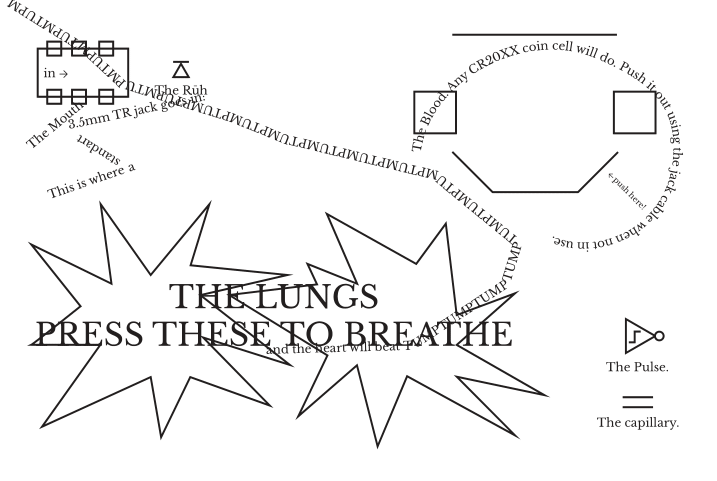 in →
The Mouth
The Rüh
This is where a
standart
3.5mm TR jack goes in:
The Blood. Any CR20XX coin cell will do. Push it out using the jack cable when not in use.
←push here!
THE LUNGS
PRESS THESE TO BREATHE
and the heart will beat TUMPTUMPTUMPTUMPTUMPTUMPTUMPTUMPTUMPTUMPTUMPTUMPTUMPTUMPTUMPTUMPTUMP
The Pulse.
The capillary.